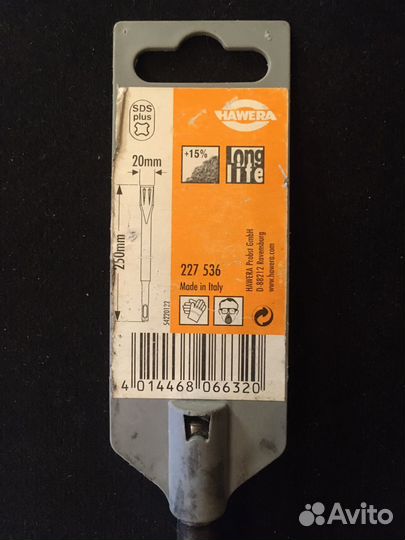 SDS
plus
HAWERA
20mm
+15%
long
life
250mm
227 536
Made in Italy
HAWERA Probst GmbH
D-88212 Ravensburg
www.hawera.com
54220122
4 014468 066320
Avito